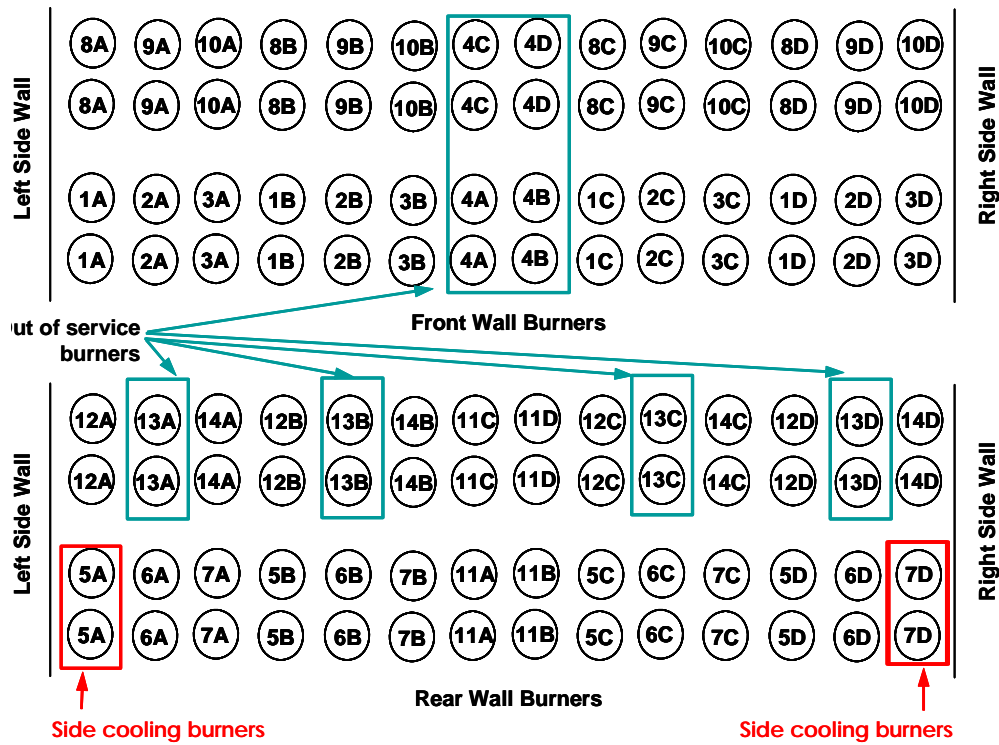 8A 9A 10A 8B 9B 10B 4C 4D 8C 9C 10C 8D 9D 10D
8A 9A 10A 8B 9B 10B 4C 4D 8C 9C 10C 8D 9D 10D
Left Side Wall
Right Side Wall
1A 2A 3A 1B 2B 3B 4A 4B 1C 2C 3C 1D 2D 3D
1A 2A 3A 1B 2B 3B 4A 4B 1C 2C 3C 1D 2D 3D
Front Wall Burners
of service
burners
12A 13A 14A 12B 13B 14B 11C 11D 12C 13C 14C 12D 13D 14D
12A 13A 14A 12B 13B 14B 11C 11D 12C 13C 14C 12D 13D 14D
Left Side Wall
Right Side Wall
5A 6A 7A 5B 6B 7B 11A 11B 5C 6C 7C 5D 6D 7D
5A 6A 7A 5B 6B 7B 11A 11B 5C 6C 7C 5D 6D 7D
Rear Wall Burners
Side cooling burners
Side cooling burners